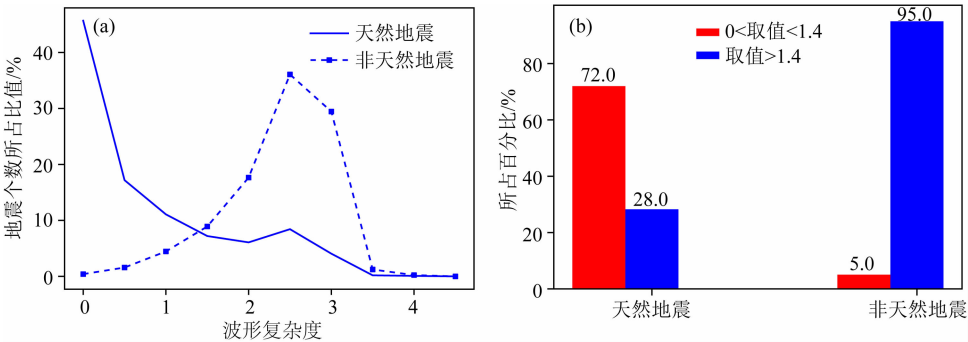 (a)
天然地震
非天然地震
地震个数所占比值/%
40
30
20
10
0
0 1 2 3 4
波形复杂度
(b)
0<取值<1.4
取值>1.4
所占百分比/%
80
60
40
20
0
72.0
28.0
5.0
95.0
天然地震 非天然地震